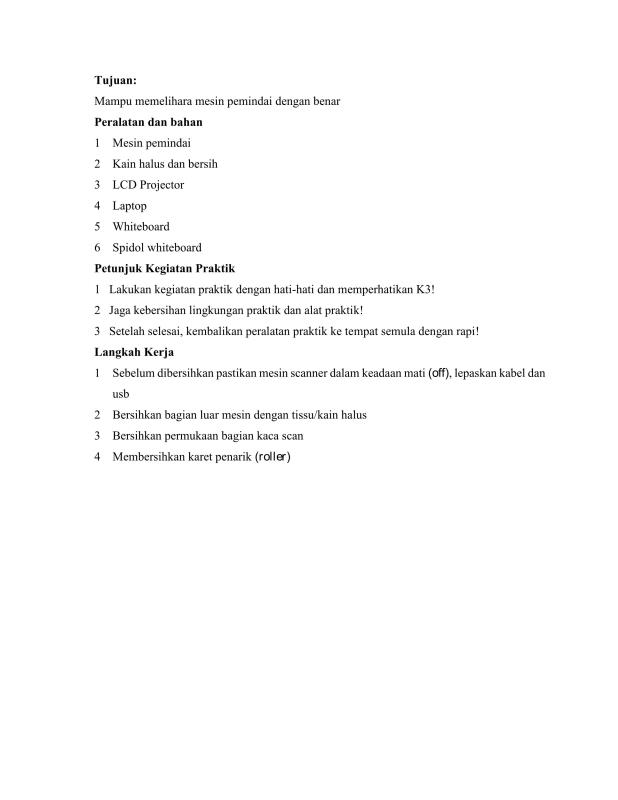 Tujuan:
Mampu memelihara mesin pemindai dengan benar
Peralatan dan bahan
1 Mesin pemindai
2 Kain halus dan bersih
3 LCD Projector
4 Laptop
5 Whiteboard
6 Spidol whiteboard
Petunjuk Kegiatan Praktik
1 Lakukan kegiatan praktik dengan hati-hati dan memperhatikan K3!
2 Jaga kebersihan lingkungan praktik dan alat praktik!
3 Setelah selesai, kembalikan peralatan praktik ke tempat semula dengan rapi!
Langkah Kerja
1 Sebelum dibersihkan pastikan mesin scanner dalam keadaan mati (off), lepaskan kabel dan
usb
2 Bersihkan bagian luar mesin dengan tissu/kain halus
3 Bersihkan permukaan bagian kaca scan
4 Membersihkan karet penarik (roller)